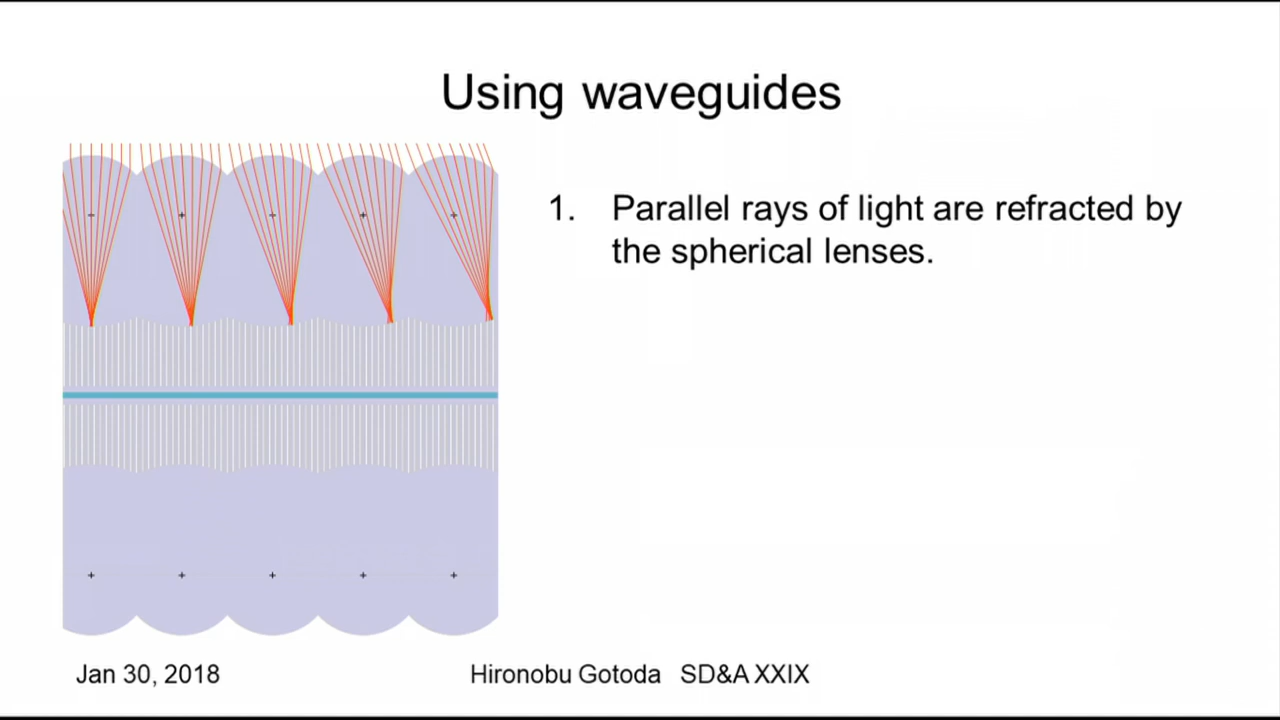 Using waveguides
1. Parallel rays of light are refracted by
the spherical lenses.
Jan 30, 2018
Hironobu Gotoda SD&A XXIX